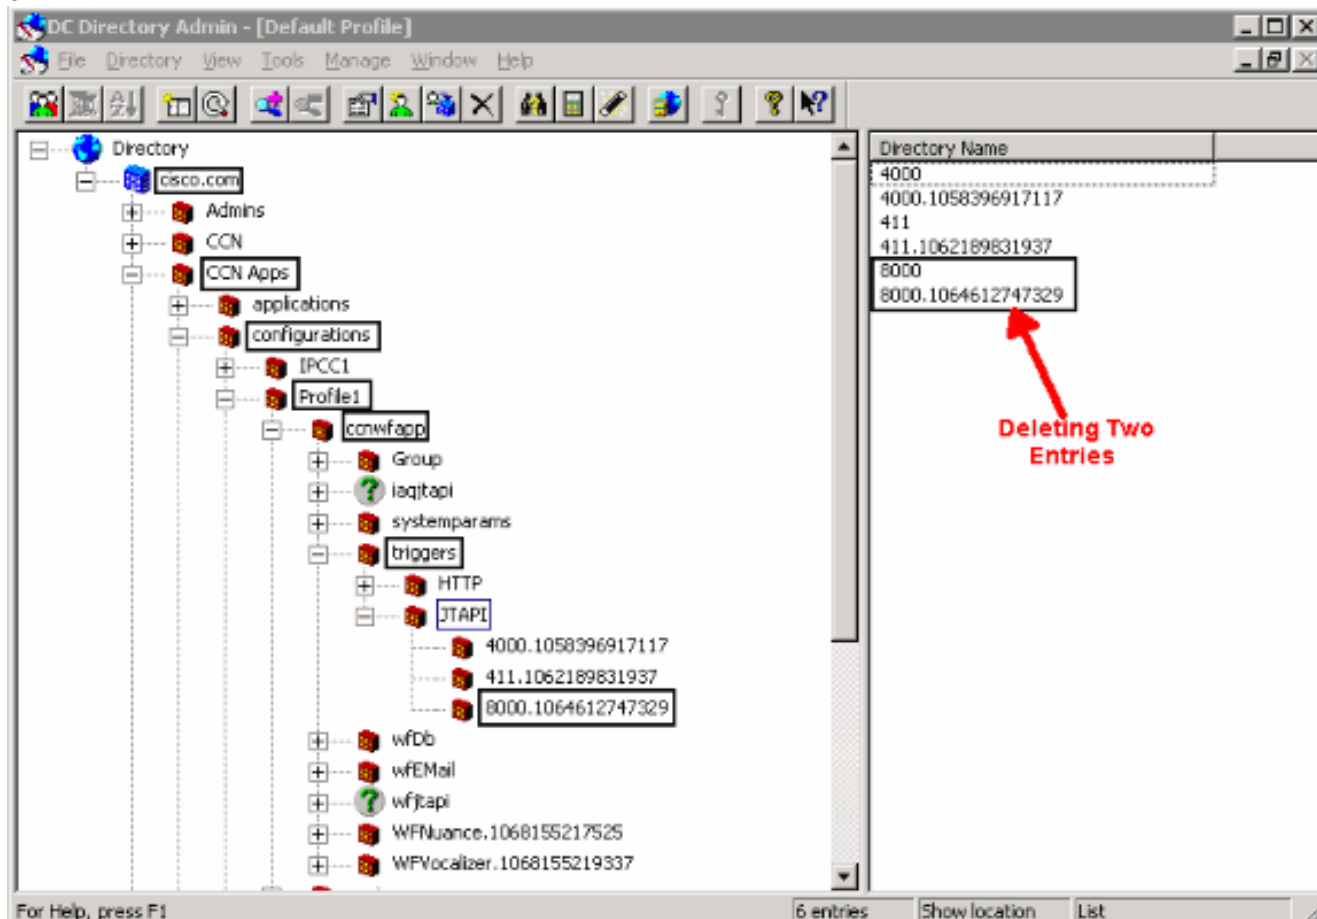 DC Directory Admin - [Default Profile]
File Directory View Tools Manage Window Help
Directory
cisco.com
Admins
CCN
CCN Apps
applications
configurations
IPCC1
Profile1
ccnwfapp
Group
iaqjtapi
systemparams
triggers
HTTP
JTAPI
4000.1058396917117
411.1062189831937
8000.1064612747329
wfDb
wfEMail
wfjtapi
WFNuance.1068155217525
WFVocalizer.1068155219337
Directory Name
4000
4000.1058396917117
411
411.1062189831937
8000
8000.1064612747329
Deleting Two
Entries
For Help, press F1
6 entries
Show location
List